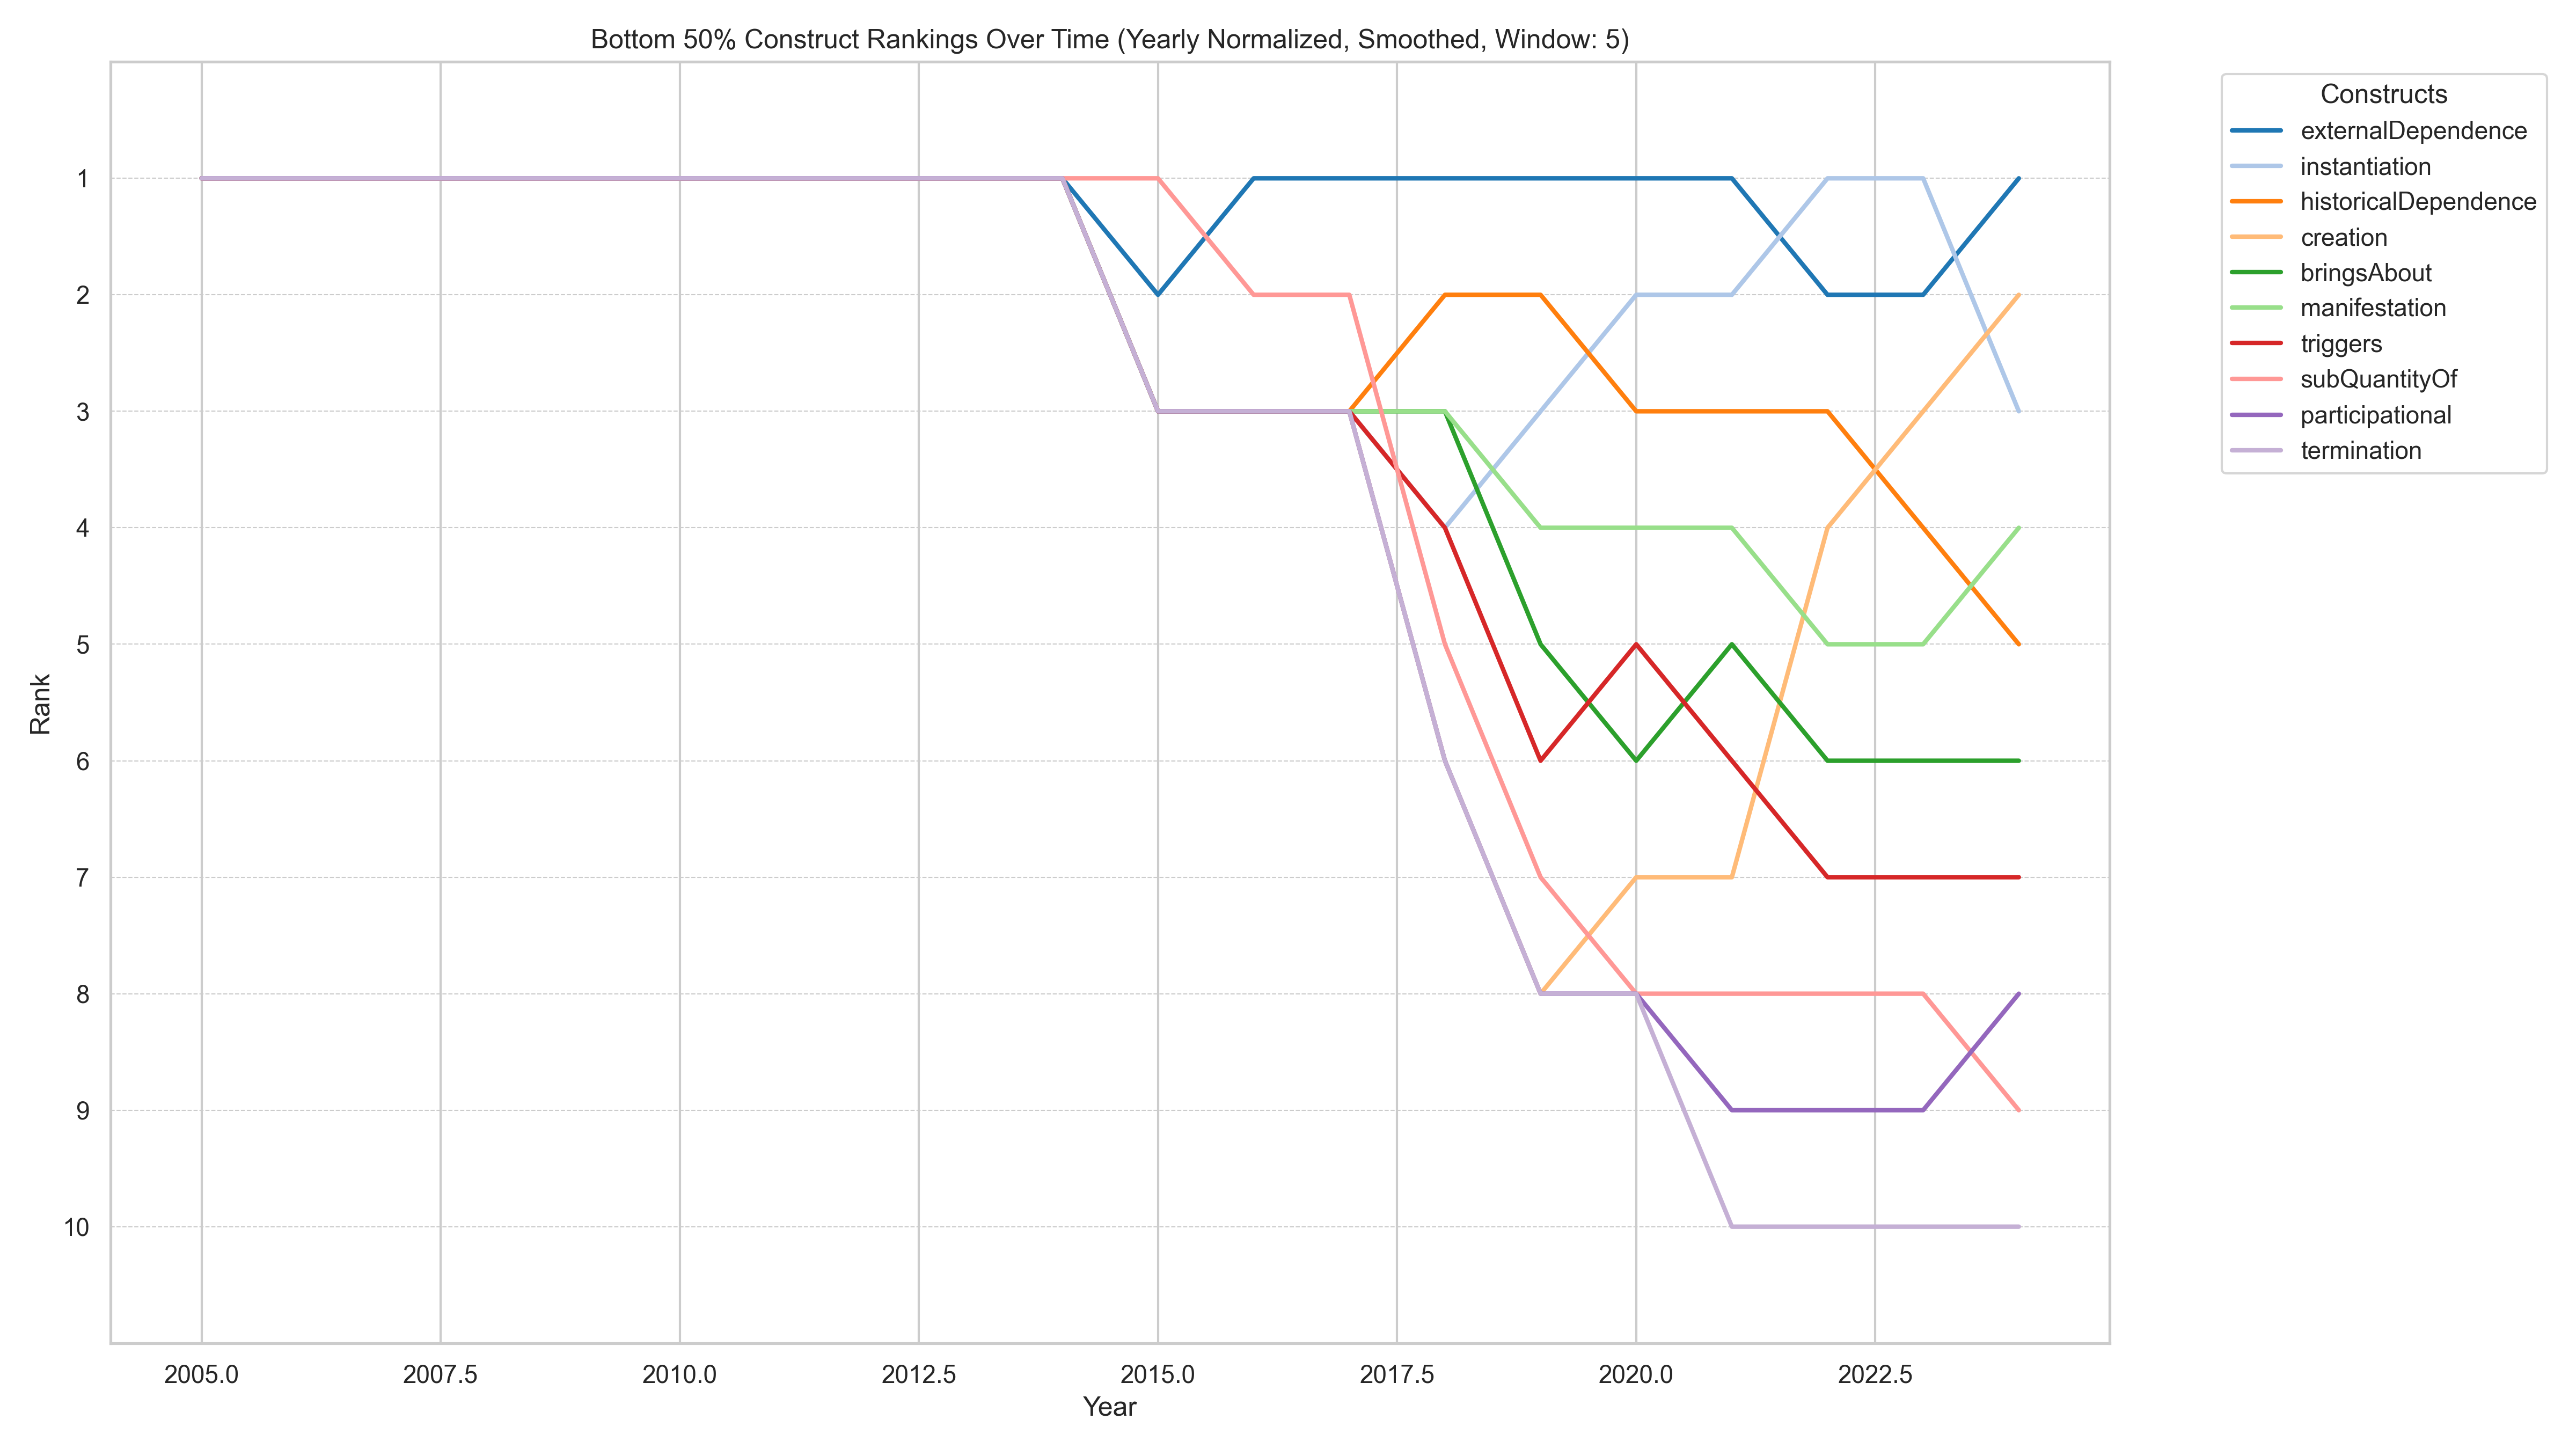 Bottom 50% Construct Rankings Over Time (Yearly Normalized, Smoothed, Window: 5)
Constructs
externalDependence
instantiation
historicalDependence
creation
bringsAbout
manifestation
triggers
subQuantityOf
participational
termination
Rank
1
2
3
4
5
6
7
8
9
10
2005.0 2007.5 2010.0 2012.5 2015.0 2017.5 2020.0 2022.5
Year